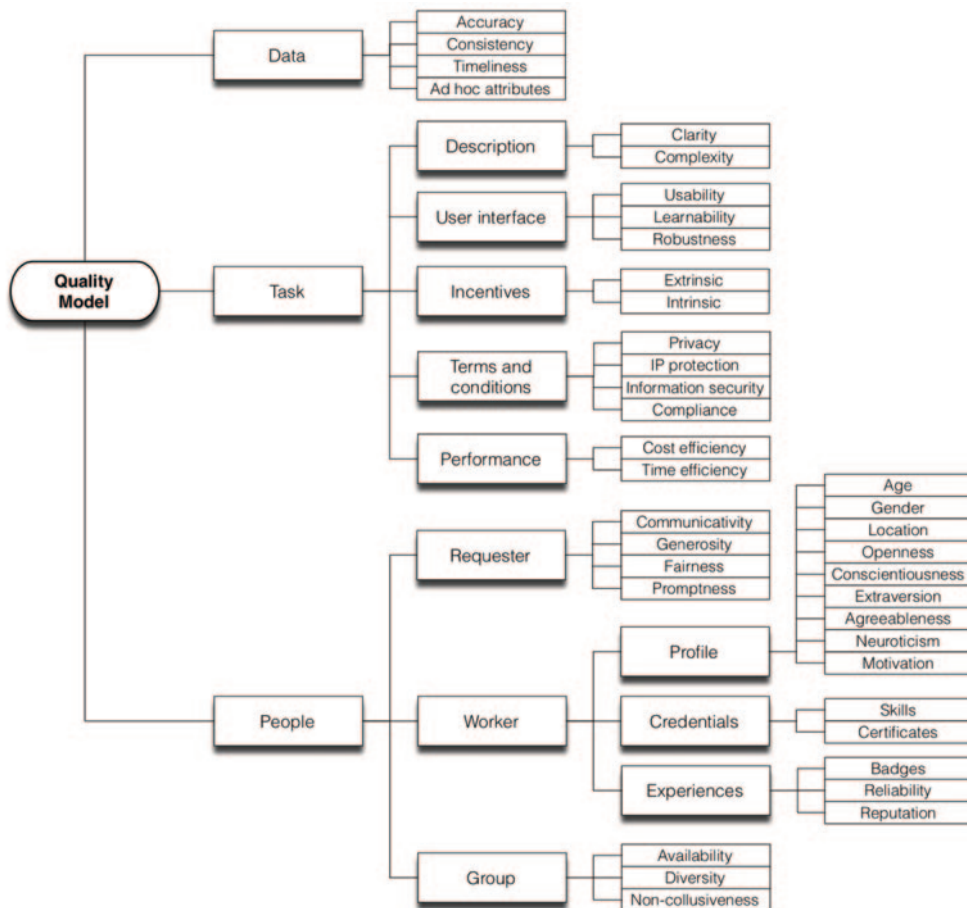 Quality
Model
Data
Accuracy
Consistency
Timeliness
Ad hoc attributes
Task
Description
Clarity
Complexity
User interface
Usability
Learnability
Robustness
Incentives
Extrinsic
Intrinsic
Terms and
conditions
Privacy
IP protection
Information security
Compliance
Performance
Cost efficiency
Time efficiency
People
Requester
Communicativity
Generosity
Fairness
Promptness
Worker
Profile
Age
Gender
Location
Openness
Conscientiousness
Extraversion
Agreeableness
Neuroticism
Motivation
Credentials
Skills
Certificates
Experiences
Badges
Reliability
Reputation
Group
Availability
Diversity
Non-collusiveness